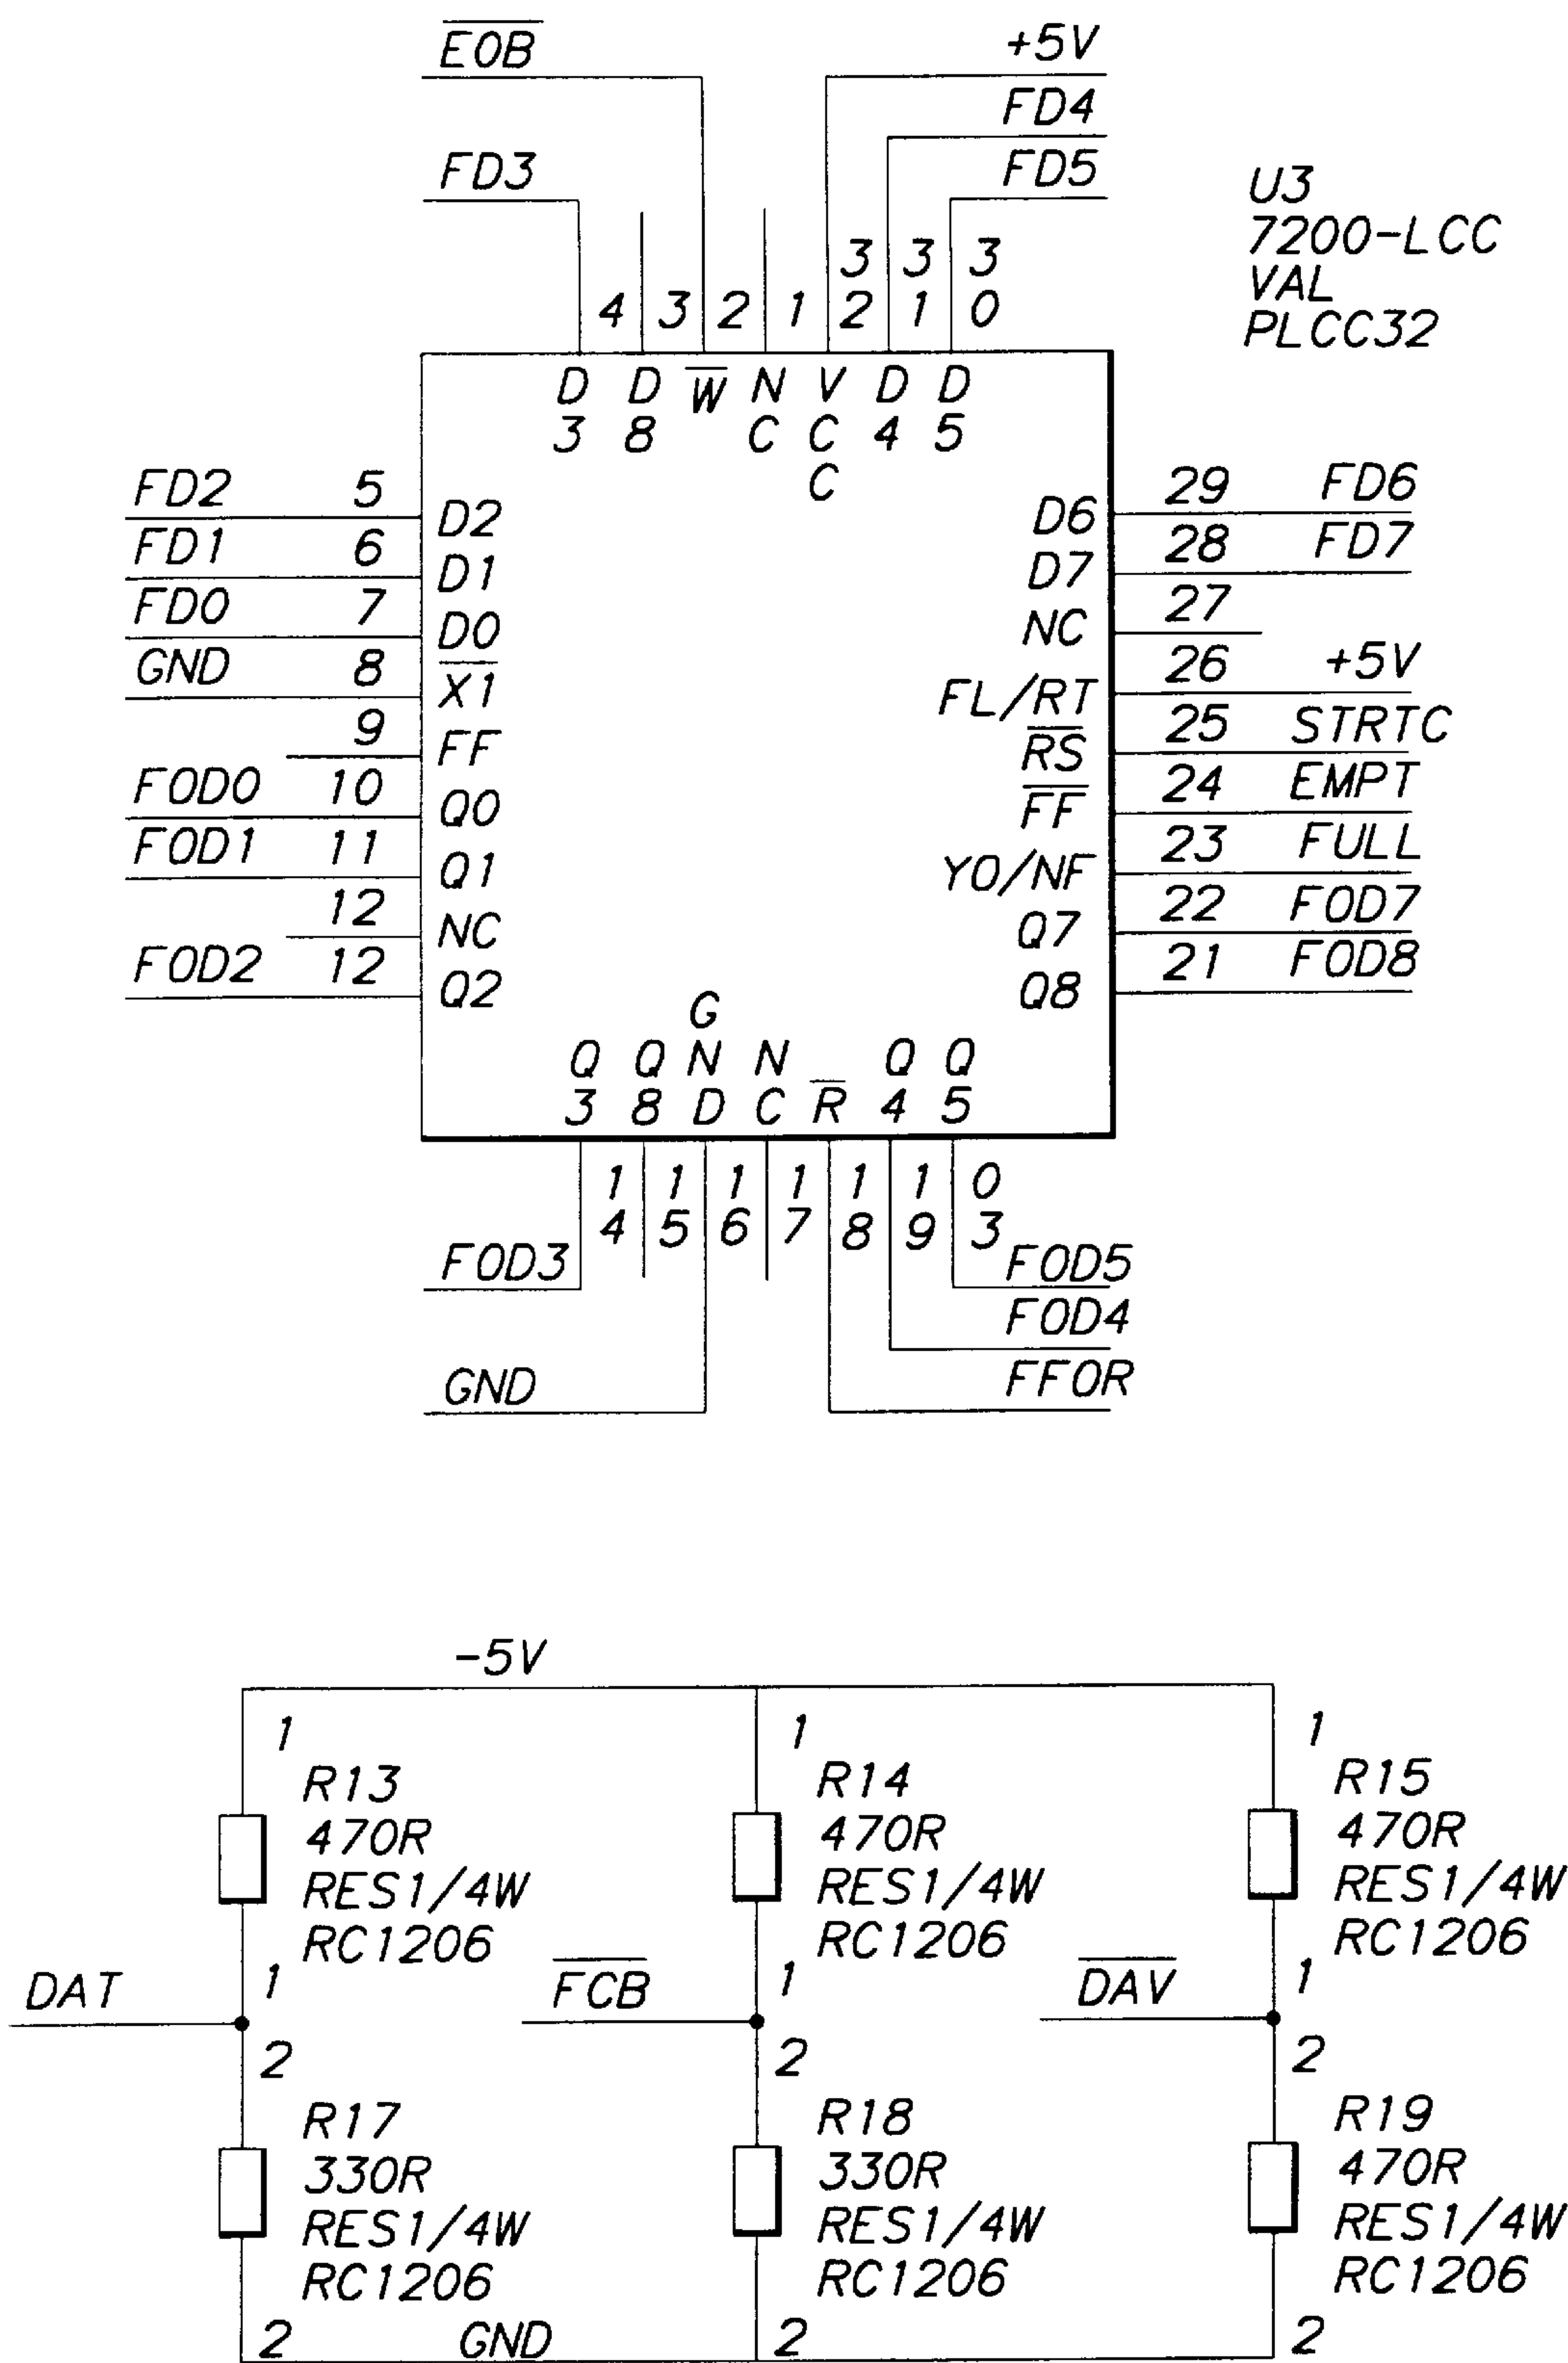 E̅O̅B̅
+5V
FD4
FD3
FD5
U3
7200-LCC
VAL
PLCC32
4 3 2 1 32 31 30
D3 D8 W̅ NC VCC D4 D5
FD2 5 D2
FD1 6 D1
FD0 7 D0
GND 8 X̅1̅
9 FF
FOD0 10 Q0
FOD1 11 Q1
12 NC
FOD2 12 Q2
D6 29 FD6
D7 28 FD7
NC 27
FL/RT 26 +5V
R̅S̅ 25 STRTC
F̅F̅ 24 EMPT
YO/NF 23 FULL
Q7 22 FOD7
Q8 21 FOD8
Q3 Q8 GND NC R̅ Q4 Q5
14 15 16 17 18 19 03
FOD3
FOD5
FOD4
GND
FFOR
-5V
1
R13
470R
RES1/4W
RC1206
1
1
R14
470R
RES1/4W
RC1206
1
1
R15
470R
RES1/4W
RC1206
1
DAT
F̅C̅B̅
D̅A̅V̅
2
R17
330R
RES1/4W
RC1206
2
2
R18
330R
RES1/4W
RC1206
2
2
R19
470R
RES1/4W
RC1206
2
GND